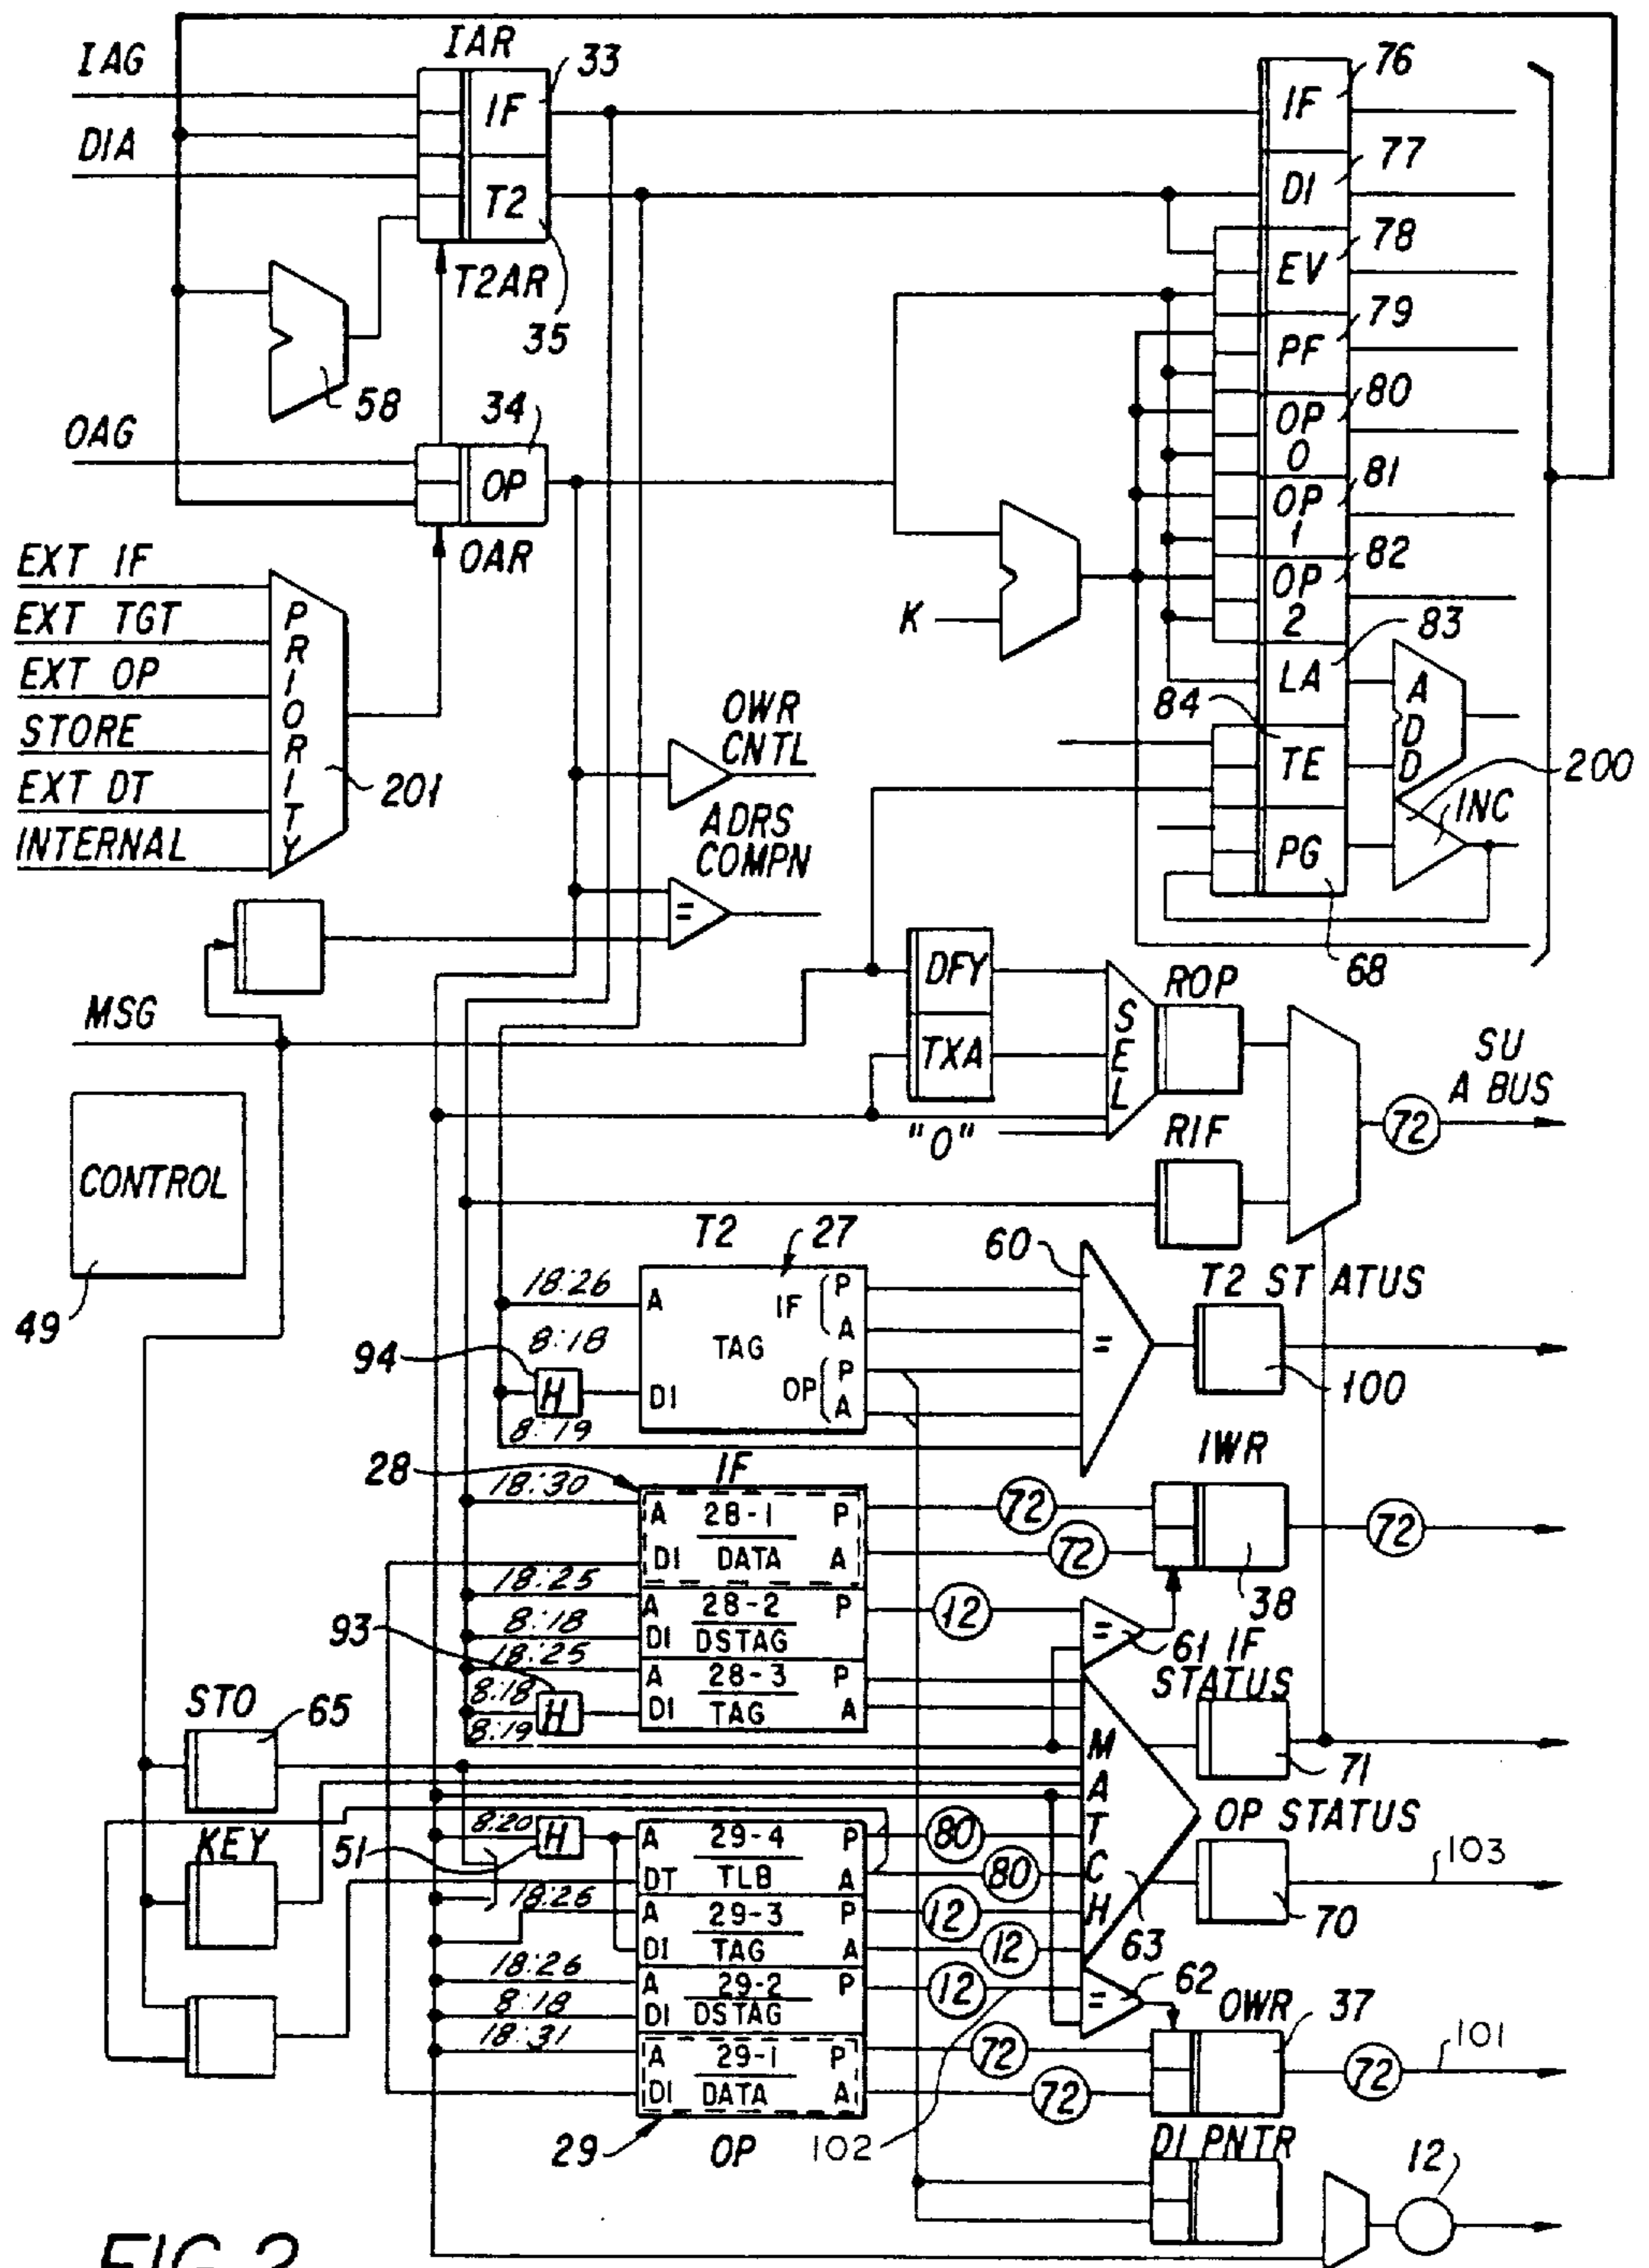 IAG
IAR
33
76
IF
IF
DIA
77
T2
DI
T2AR
78
EV
35
79
PF
58
OAG
34
80
OP
OP
0
81
OAR
OP
1
82
EXT IF
EXT TGT
EXT OP
STORE
EXT DT
INTERNAL
PRIORITY
201
K
OP
2
83
LA
84
ADD
OWR
CNTL
TE
200
INC
ADRS
COMPN
=
PG
68
DFY
ROP
MSG
SEL
TXA
SU
A BUS
72
"0"
RIF
CONTROL
49
T2
27
60
T2 STATUS
18:26
A
IF
P
A
8:18
TAG
=
94
H
DI
OP
P
A
100
8:19
IWR
28
IF
18:30
A
28-1
P
72
DI
DATA
A
72
72
18:25
A
28-2
P
12
38
8:18
DI
DSTAG
=
61
IF
STATUS
93
18:25
A
28-3
P
8:18
H
DI
TAG
A
8:19
STO
65
MATCH
71
OP STATUS
8:20
H
A
29-4
P
80
KEY
51
DT
TLB
A
80
103
18:26
A
29-3
P
12
70
DI
TAG
A
12
63
18:26
A
29-2
P
12
=
62
8:18
DI
DSTAG
OWR
37
18:31
A
29-1
P
72
72
101
DI
DATA
A
72
29
OP
102
DI PNTR
12
FIG.2